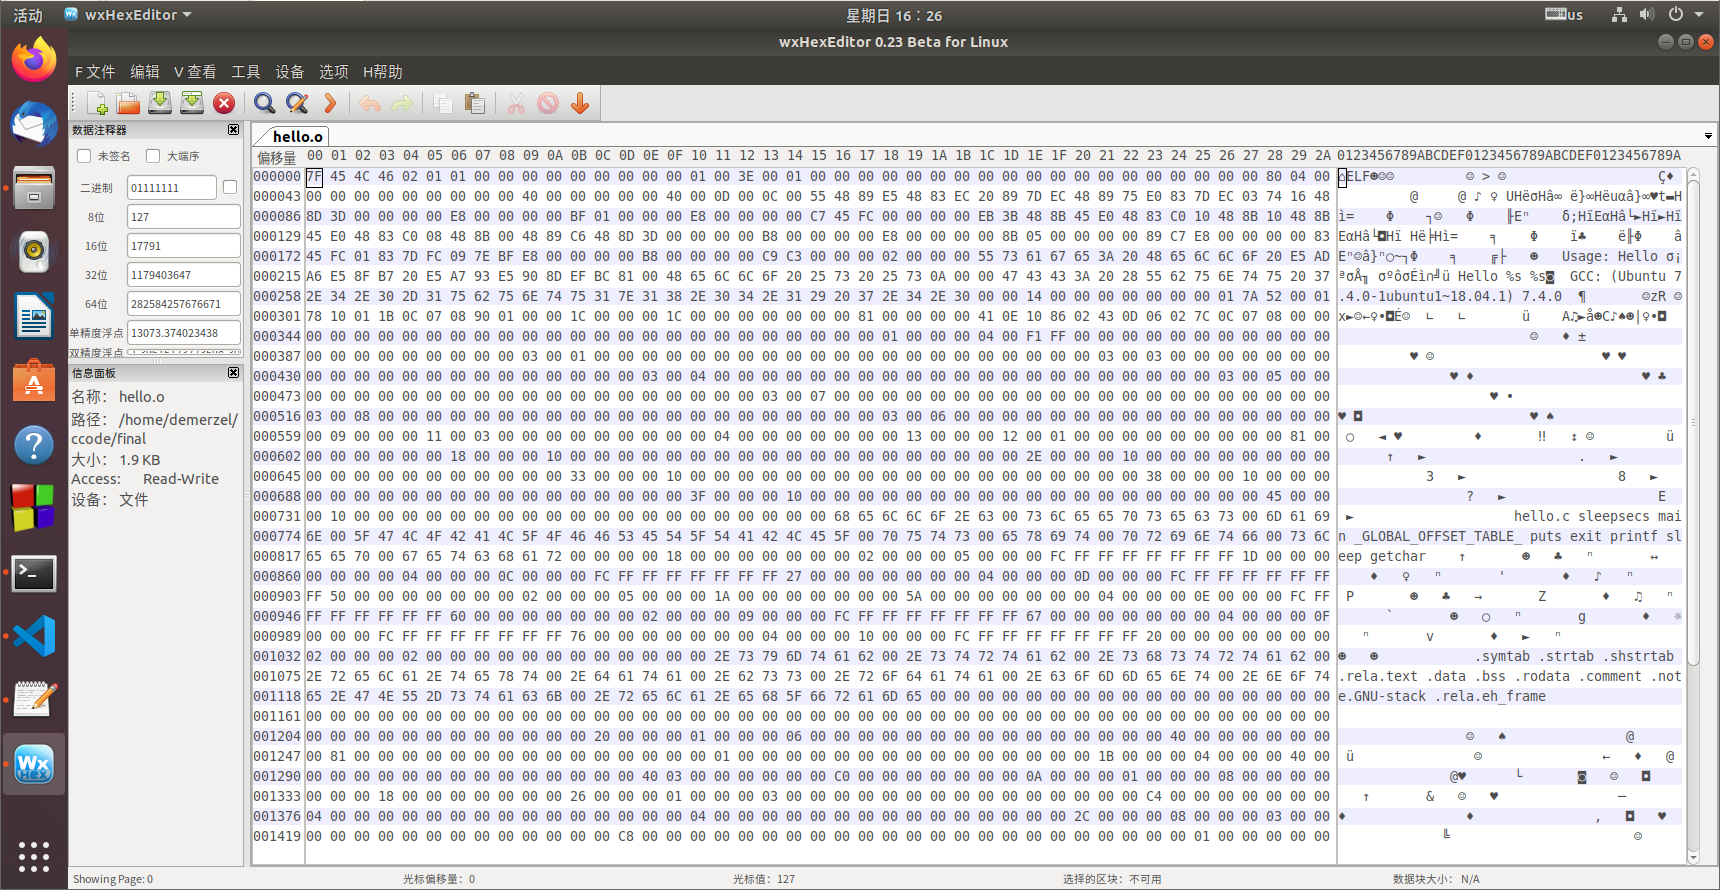 活动 wxHexEditor 星期日 16：26 us
wxHexEditor 0.23 Beta for Linux
F 文件 编辑 V 查看 工具 设备 选项 H帮助
数据注释器
未签名 大端序
二进制 01111111
8位 127
16位 17791
32位 1179403647
64位 282584257676671
单精度浮点 13073.374023438
双精度浮点
信息面板
名称： hello.o
路径： /home/demerzel/
ccode/final
大小： 1.9 KB
Access: Read-Write
设备： 文件
hello.o
偏移量 00 01 02 03 04 05 06 07 08 09 0A 0B 0C 0D 0E 0F 10 11 12 13 14 15 16 17 18 19 1A 1B 1C 1D 1E 1F 20 21 22 23 24 25 26 27 28 29 2A 0123456789ABCDEF0123456789ABCDEF0123456789A
000000 7F 45 4C 46 02 01 01 00 00 00 00 00 00 00 00 00 01 00 3E 00 01 00 00 00 00 00 00 00 00 00 00 00 00 00 00 00 00 00 00 00 80 04 00 ELF
000043 00 00 00 00 00 00 00 00 00 40 00 00 00 00 00 40 00 0D 00 0C 00 55 48 89 E5 48 83 EC 20 89 7D EC 48 89 75 E0 83 7D EC 03 74 16 48
000086 8D 3D 00 00 00 00 E8 00 00 00 00 BF 01 00 00 00 E8 00 00 00 00 C7 45 FC 00 00 00 00 EB 3B 48 8B 45 E0 48 83 C0 10 48 8B 10 48 8B
000129 45 E0 48 83 C0 08 48 8B 00 48 89 C6 48 8D 3D 00 00 00 00 B8 00 00 00 00 E8 00 00 00 00 8B 05 00 00 00 00 89 C7 E8 00 00 00 00 83
000172 45 FC 01 83 7D FC 09 7E BF E8 00 00 00 00 B8 00 00 00 00 C9 C3 00 00 00 02 00 00 00 00 55 73 61 67 65 3A 20 48 65 6C 6C 6F 20 E5 AD Usage: Hello
000215 A6 E5 8F B7 20 E5 A7 93 E5 90 8D EF BC 81 00 48 65 6C 6C 6F 20 25 73 20 25 73 0A 00 00 47 43 43 3A 20 28 55 62 75 6E 74 75 20 37 Hello %s %s GCC: (Ubuntu 7
000258 2E 34 2E 30 2D 31 75 62 75 6E 74 75 31 7E 31 38 2E 30 34 2E 31 29 20 37 2E 34 2E 30 00 00 14 00 00 00 00 00 00 00 01 7A 52 00 01 .4.0-1ubuntu1~18.04.1) 7.4.0 zR
000301 78 10 01 1B 0C 07 08 90 01 00 00 1C 00 00 00 1C 00 00 00 00 00 00 00 81 00 00 00 00 41 0E 10 86 02 43 0D 06 02 7C 0C 07 08 00 00
000344 00 00 00 00 00 00 00 00 00 00 00 00 00 00 00 00 00 00 00 00 00 00 00 00 01 00 00 00 04 00 F1 FF 00 00 00 00 00 00 00 00 00 00 00
000387 00 00 00 00 00 00 00 00 00 03 00 01 00 00 00 00 00 00 00 00 00 00 00 00 00 00 00 00 00 00 00 00 00 03 00 03 00 00 00 00 00 00 00
000430 00 00 00 00 00 00 00 00 00 00 00 00 00 00 03 00 04 00 00 00 00 00 00 00 00 00 00 00 00 00 00 00 00 00 00 00 00 00 03 00 05 00 00
000473 00 00 00 00 00 00 00 00 00 00 00 00 00 00 00 00 00 00 00 03 00 07 00 00 00 00 00 00 00 00 00 00 00 00 00 00 00 00 00 00 00 00 00
000516 03 00 08 00 00 00 00 00 00 00 00 00 00 00 00 00 00 00 00 00 00 00 00 00 03 00 06 00 00 00 00 00 00 00 00 00 00 00 00 00 00 00 00
000559 00 09 00 00 00 11 00 03 00 00 00 00 00 00 00 00 00 04 00 00 00 00 00 00 00 13 00 00 00 12 00 01 00 00 00 00 00 00 00 00 00 81 00
000602 00 00 00 00 00 00 18 00 00 00 10 00 00 00 00 00 00 00 00 00 00 00 00 00 00 00 00 00 00 00 2E 00 00 00 10 00 00 00 00 00 00 00 00
000645 00 00 00 00 00 00 00 00 00 00 00 33 00 00 00 10 00 00 00 00 00 00 00 00 00 00 00 00 00 00 00 00 00 00 00 38 00 00 00 10 00 00 00
000688 00 00 00 00 00 00 00 00 00 00 00 00 00 00 00 00 3F 00 00 00 10 00 00 00 00 00 00 00 00 00 00 00 00 00 00 00 00 00 00 00 45 00 00
000731 00 10 00 00 00 00 00 00 00 00 00 00 00 00 00 00 00 00 00 00 00 00 68 65 6C 6C 6F 2E 63 00 73 6C 65 65 70 73 65 63 73 00 6D 61 69 hello.c sleepsecs mai
000774 6E 00 5F 47 4C 4F 42 41 4C 5F 4F 46 46 53 45 54 5F 54 41 42 4C 45 5F 00 70 75 74 73 00 65 78 69 74 00 70 72 69 6E 74 66 00 73 6C n _GLOBAL_OFFSET_TABLE_ puts exit printf sl
000817 65 65 70 00 67 65 74 63 68 61 72 00 00 00 00 00 18 00 00 00 00 00 00 00 02 00 00 00 05 00 00 00 FC FF FF FF FF FF FF FF 1D 00 00 00 eep getchar
000860 00 00 00 00 04 00 00 00 0C 00 00 00 FC FF FF FF FF FF FF FF 27 00 00 00 00 00 00 00 04 00 00 00 0D 00 00 00 FC FF FF FF FF FF FF
000903 FF 50 00 00 00 00 00 00 00 02 00 00 00 05 00 00 00 1A 00 00 00 00 00 00 00 5A 00 00 00 00 00 00 00 04 00 00 00 0E 00 00 00 FC FF
000946 FF FF FF FF FF FF 60 00 00 00 00 00 00 00 02 00 00 00 09 00 00 00 FC FF FF FF FF FF FF FF 67 00 00 00 00 00 00 00 04 00 00 00 0F
000989 00 00 00 FC FF FF FF FF FF FF FF 76 00 00 00 00 00 00 00 04 00 00 00 10 00 00 00 FC FF FF FF FF FF FF FF 20 00 00 00 00 00 00 00
001032 02 00 00 00 02 00 00 00 00 00 00 00 00 00 00 00 00 2E 73 79 6D 74 61 62 00 2E 73 74 72 74 61 62 00 2E 73 68 73 74 72 74 61 62 00 .symtab .strtab .shstrtab
001075 2E 72 65 6C 61 2E 74 65 78 74 00 2E 64 61 74 61 00 2E 62 73 73 00 2E 72 6F 64 61 74 61 00 2E 63 6F 6D 6D 65 6E 74 00 2E 6E 6F 74 .rela.text .data .bss .rodata .comment .not
001118 65 2E 47 4E 55 2D 73 74 61 63 6B 00 2E 72 65 6C 61 2E 65 68 5F 66 72 61 6D 65 00 00 00 00 00 00 00 00 00 00 00 00 00 00 00 00 00 e.GNU-stack .rela.eh_frame
001161 00 00 00 00 00 00 00 00 00 00 00 00 00 00 00 00 00 00 00 00 00 00 00 00 00 00 00 00 00 00 00 00 00 00 00 00 00 00 00 00 00 00 00
001204 00 00 00 00 00 00 00 00 00 00 00 00 20 00 00 00 01 00 00 00 06 00 00 00 00 00 00 00 00 00 00 00 00 00 00 00 40 00 00 00 00 00 00
001247 00 81 00 00 00 00 00 00 00 00 00 00 00 00 00 00 00 01 00 00 00 00 00 00 00 00 00 00 00 00 00 00 00 1B 00 00 00 04 00 00 00 40 00
001290 00 00 00 00 00 00 00 00 00 00 00 00 00 00 40 03 00 00 00 00 00 00 C0 00 00 00 00 00 00 00 0A 00 00 00 01 00 00 00 08 00 00 00 00
001333 00 00 00 18 00 00 00 00 00 00 00 26 00 00 00 01 00 00 00 03 00 00 00 00 00 00 00 00 00 00 00 00 00 00 00 C4 00 00 00 00 00 00 00
001376 04 00 00 00 00 00 00 00 00 00 00 00 00 00 00 00 04 00 00 00 00 00 00 00 00 00 00 00 00 00 00 00 2C 00 00 00 08 00 00 00 03 00 00
001419 00 00 00 00 00 00 00 00 00 00 00 00 00 C8 00 00 00 00 00 00 00 00 00 00 00 00 00 00 00 00 00 00 00 00 00 00 00 01 00 00 00 00 00
Showing Page: 0 光标偏移量： 0 光标值： 127 选择的区块： 不可用 数据块大小： N/A